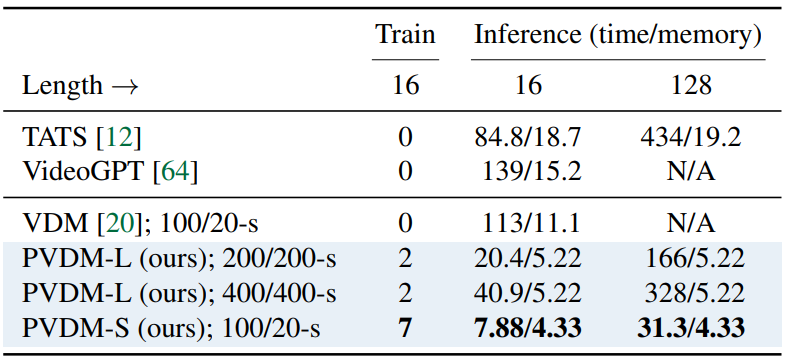 Train Inference (time/memory)
Length → 16 16 128
TATS [12] 0 84.8/18.7 434/19.2
VideoGPT [64] 0 139/15.2 N/A
VDM [20]; 100/20-s 0 113/11.1 N/A
PVDM-L (ours); 200/200-s 2 20.4/5.22 166/5.22
PVDM-L (ours); 400/400-s 2 40.9/5.22 328/5.22
PVDM-S (ours); 100/20-s 7 7.88/4.33 31.3/4.33